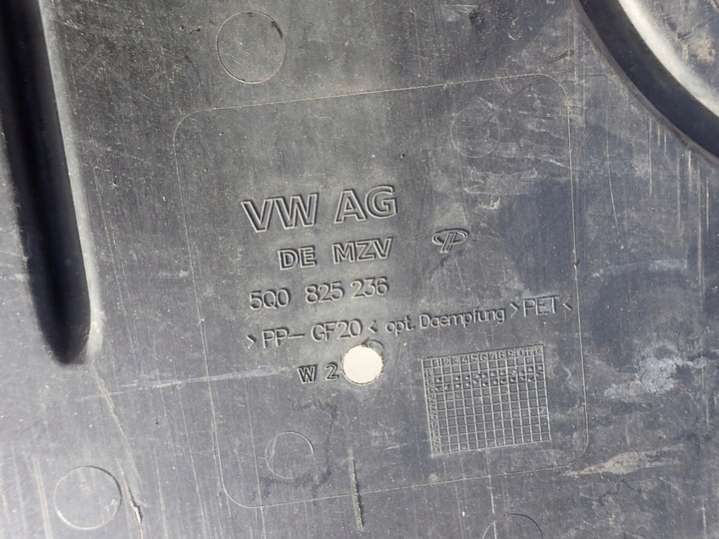 VW AG
DE MZV
5Q0 825 236
>PP-GF20< opt. Daempfung >PET<
W 2